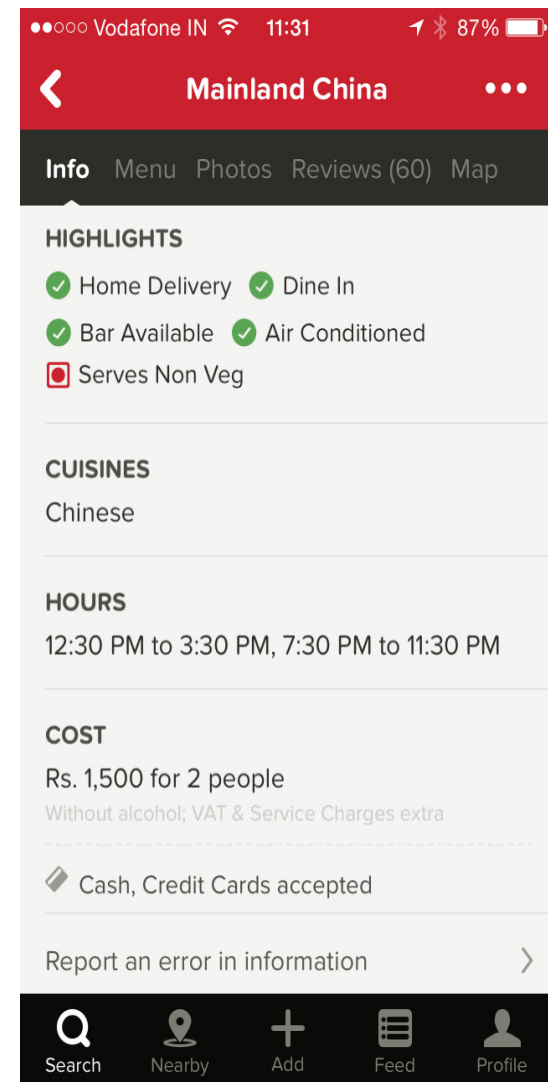 Vodafone IN 11:31 87%
Mainland China
Info Menu Photos Reviews (60) Map
HIGHLIGHTS
Home Delivery Dine In
Bar Available Air Conditioned
Serves Non Veg
CUISINES
Chinese
HOURS
12:30 PM to 3:30 PM, 7:30 PM to 11:30 PM
COST
Rs. 1,500 for 2 people
Without alcohol; VAT & Service Charges extra
Cash, Credit Cards accepted
Report an error in information
Search Nearby Add Feed Profile